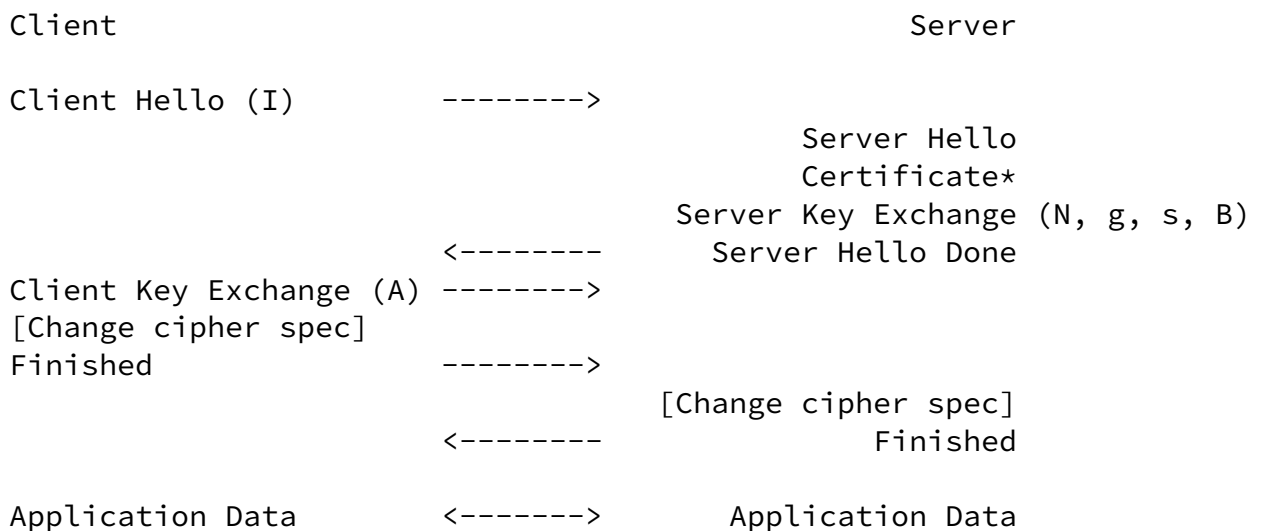 Client Server
Client Hello (I) -------->
Server Hello
Certificate*
Server Key Exchange (N, g, s, B)
<-------- Server Hello Done
Client Key Exchange (A) -------->
[Change cipher spec]
Finished -------->
[Change cipher spec]
<-------- Finished
Application Data <-------> Application Data